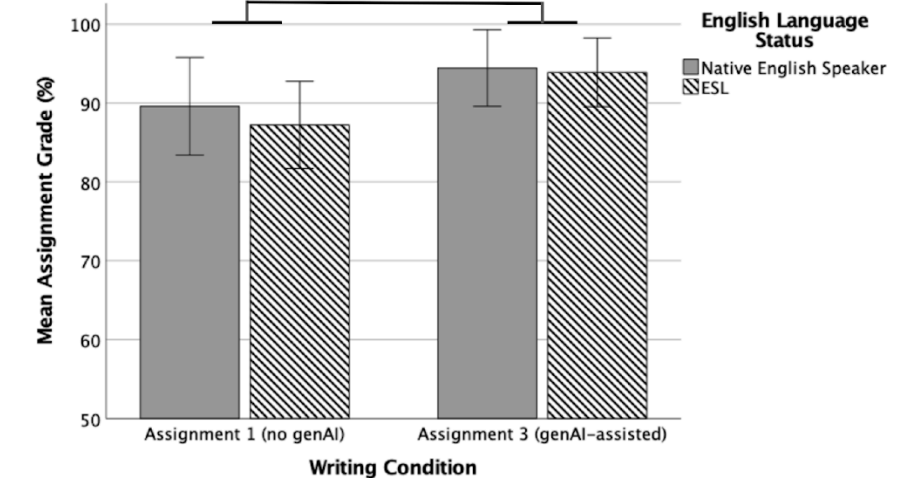 English Language
Status
Native English Speaker
ESL
Mean Assignment Grade (%)
100
90
80
70
60
50
Assignment 1 (no genAI)
Assignment 3 (genAI-assisted)
Writing Condition